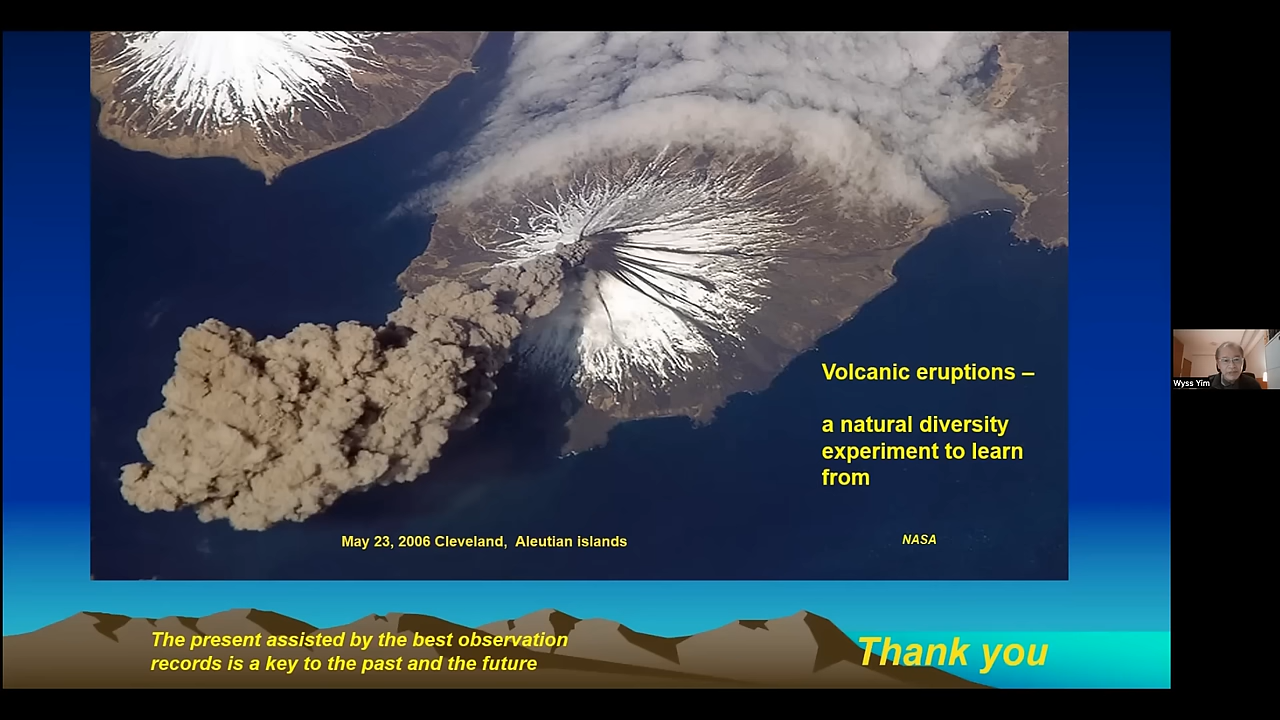 Volcanic eruptions –
a natural diversity
experiment to learn
from
May 23, 2006 Cleveland, Aleutian islands
NASA
Wyss Yim
The present assisted by the best observation
records is a key to the past and the future
Thank you